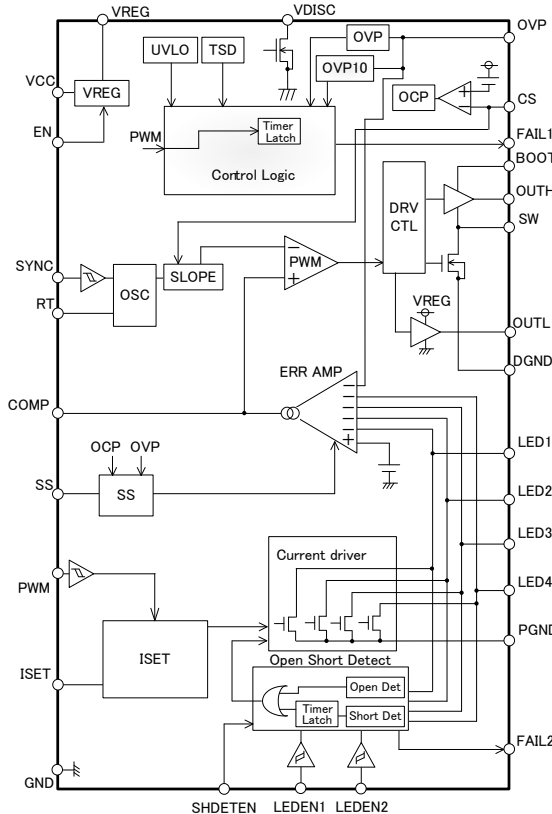 VREG
VDISC
OVP
UVLO
TSD
OVP
OVP10
VCC
VREG
OCP
+
−
CS
EN
PWM
Timer
Latch
FAIL1
Control Logic
BOOT
DRV
CTL
OUTH
SW
SYNC
OSC
SLOPE
−
PWM
+
RT
VREG
OUTL
DGND
ERR AMP
COMP
−
−
−
−
−
+
OCP
OVP
LED1
SS
SS
LED2
LED3
Current driver
PWM
LED4
PGND
ISET
ISET
Open Short Detect
Open Det
Timer
Latch
Short Det
FAIL2
GND
SHDETEN
LEDEN1
LEDEN2